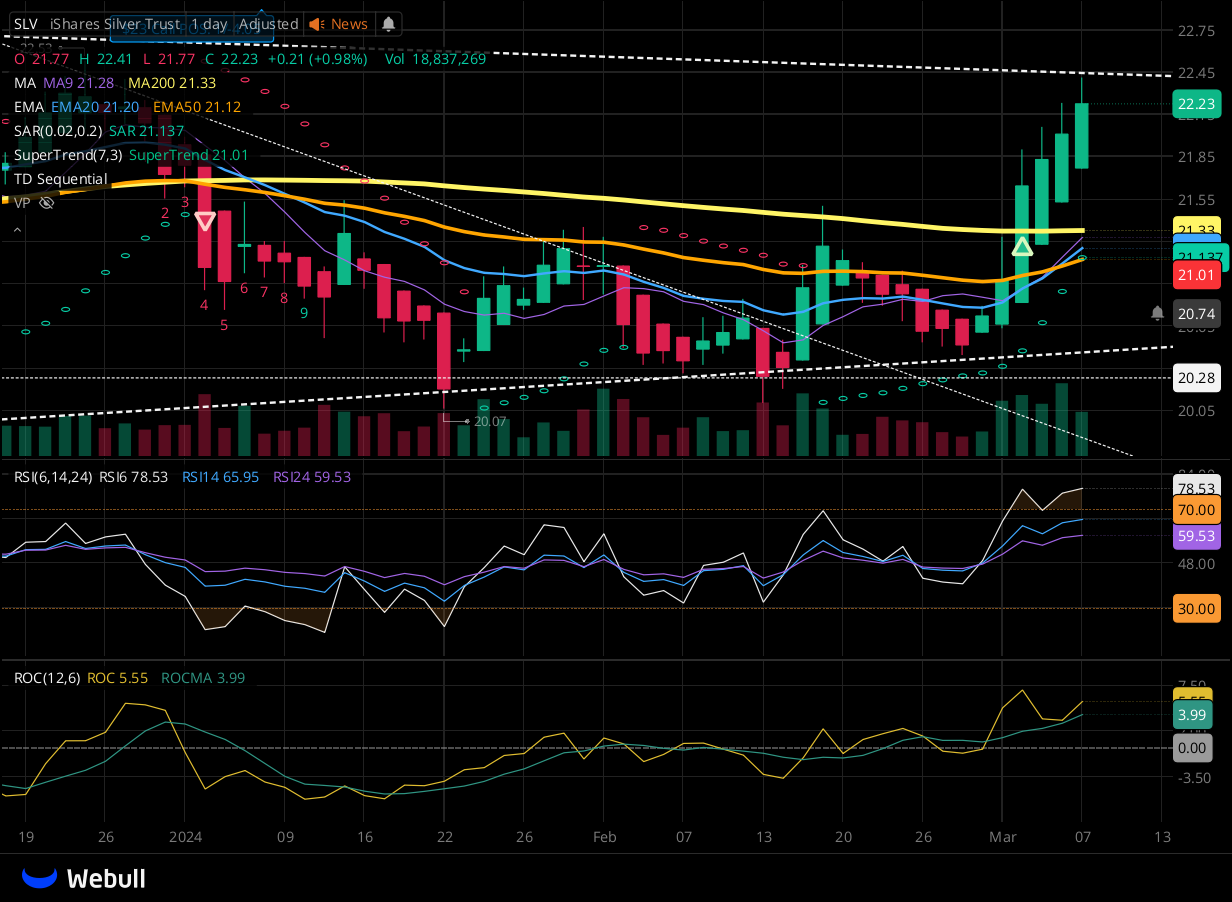 SLV iShares Silver Trust 1 day Adjusted News
O 21.77 H 22.41 L 21.77 C 22.23 +0.21 (+0.98%) Vol 18,837,269
MA MA9 21.28 MA200 21.33
EMA EMA20 21.20 EMA50 21.12
SAR(0.02,0.2) SAR 21.137
SuperTrend(7,3) SuperTrend 21.01
TD Sequential
VP
22.75
22.45
22.23
21.85
21.55
21.33
21.137
21.01
20.74
20.28
20.05
2
3
4
5
6
7
8
9
20.07
RSI(6,14,24) RSI6 78.53 RSI14 65.95 RSI24 59.53
78.53
70.00
59.53
48.00
30.00
ROC(12,6) ROC 5.55 ROCMA 3.99
7.50
5.55
3.99
0.00
-3.50
19 26 2024 09 16 22 26 Feb 07 13 20 26 Mar 07 13
Webull